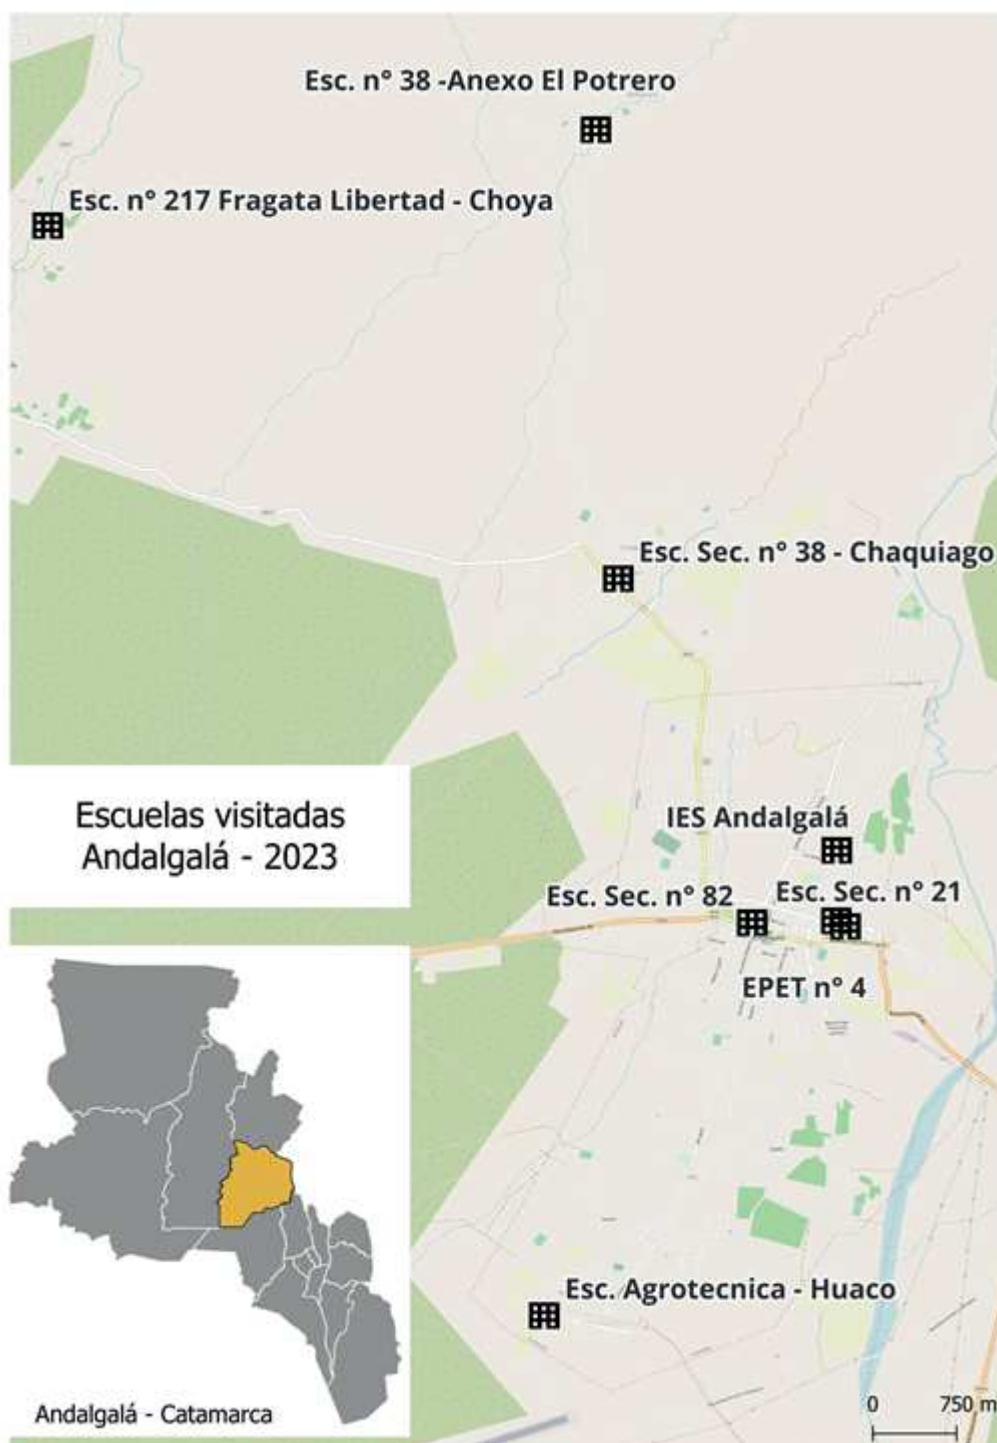 Esc. n° 38 -Anexo El Potrero
Esc. n° 217 Fragata Libertad - Choya
Esc. Sec. n° 38 - Chaquiago
IES Andalgalá
Esc. Sec. n° 82
Esc. Sec. n° 21
EPET n° 4
Esc. Agrotecnica - Huaco
Escuelas visitadas
Andalgalá - 2023
Andalgalá - Catamarca
0 750 m